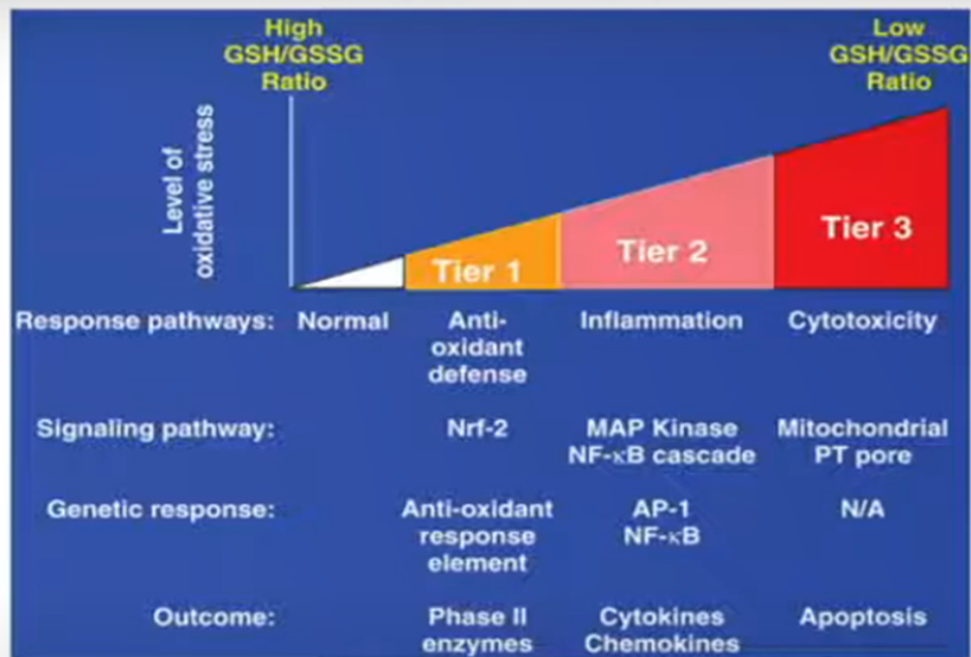 High
GSH/GSSG
Ratio
Low
GSH/GSSG
Ratio
Level of
oxidative stress
Tier 1
Tier 2
Tier 3
Response pathways: Normal Anti- Inflammation Cytotoxicity
oxidant
defense
Signaling pathway: Nrf-2 MAP Kinase Mitochondrial
NF-κB cascade PT pore
Genetic response: Anti-oxidant AP-1 N/A
response NF-κB
element
Outcome: Phase II Cytokines Apoptosis
enzymes Chemokines